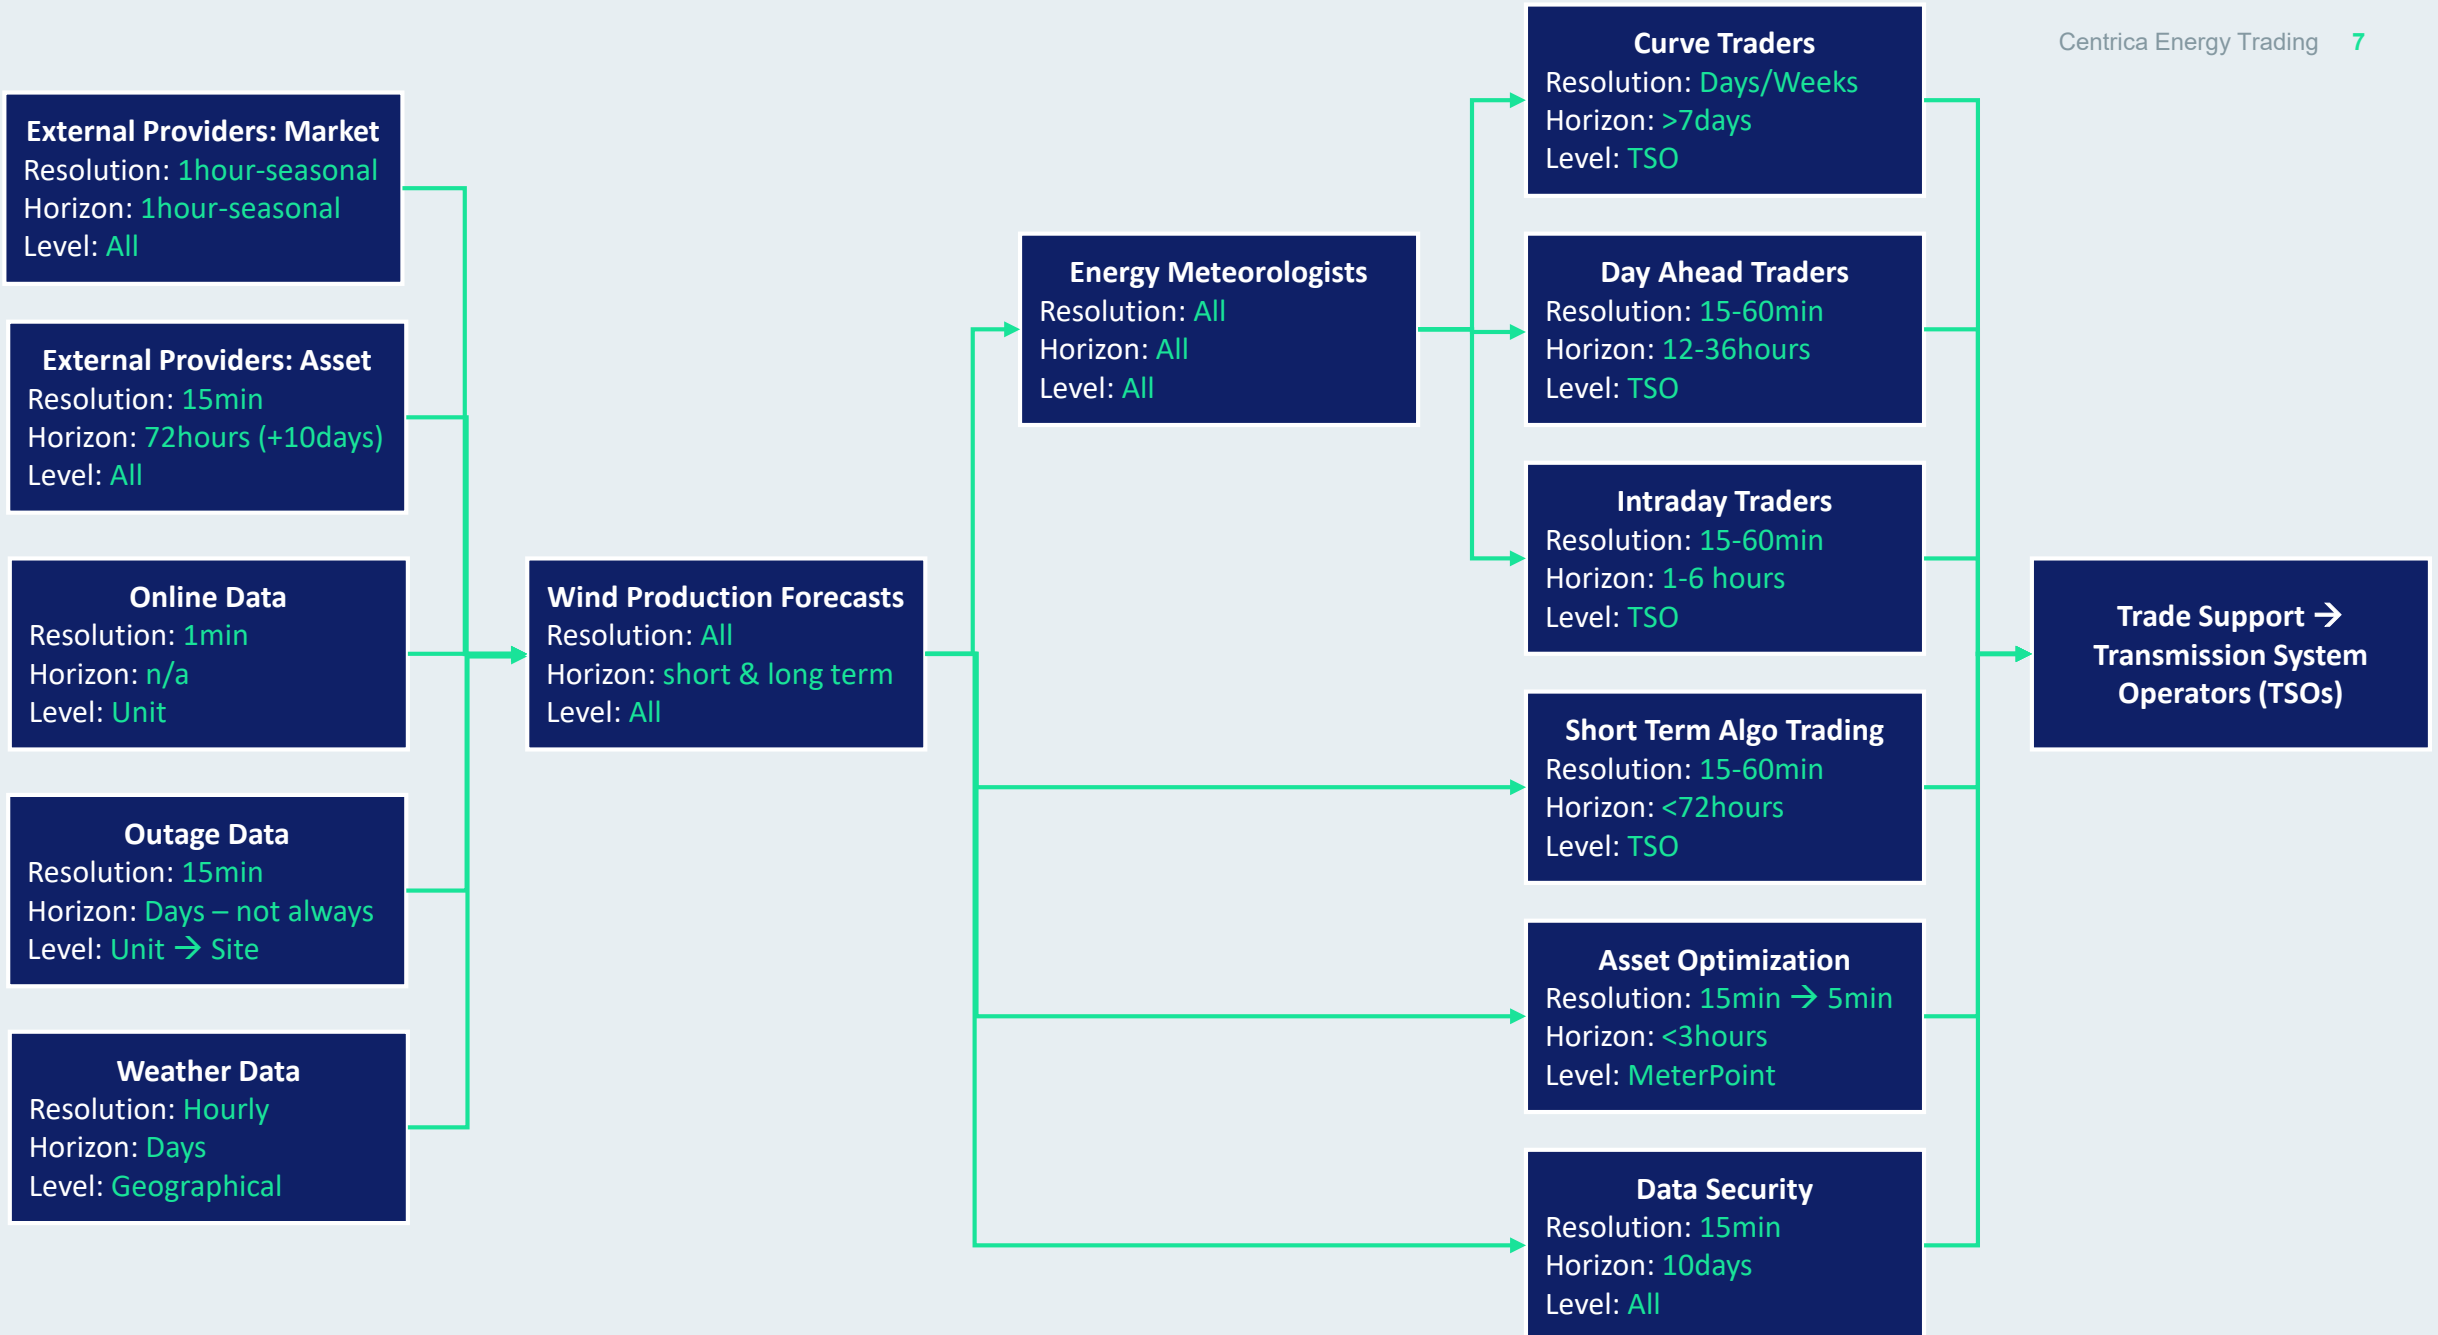 Centrica Energy Trading 7
External Providers: Market
Resolution: 1hour-seasonal
Horizon: 1hour-seasonal
Level: All
External Providers: Asset
Resolution: 15min
Horizon: 72hours (+10days)
Level: All
Online Data
Resolution: 1min
Horizon: n/a
Level: Unit
Outage Data
Resolution: 15min
Horizon: Days – not always
Level: Unit → Site
Weather Data
Resolution: Hourly
Horizon: Days
Level: Geographical
Wind Production Forecasts
Resolution: All
Horizon: short & long term
Level: All
Energy Meteorologists
Resolution: All
Horizon: All
Level: All
Curve Traders
Resolution: Days/Weeks
Horizon: >7days
Level: TSO
Day Ahead Traders
Resolution: 15-60min
Horizon: 12-36hours
Level: TSO
Intraday Traders
Resolution: 15-60min
Horizon: 1-6 hours
Level: TSO
Short Term Algo Trading
Resolution: 15-60min
Horizon: <72hours
Level: TSO
Asset Optimization
Resolution: 15min → 5min
Horizon: <3hours
Level: MeterPoint
Data Security
Resolution: 15min
Horizon: 10days
Level: All
Trade Support →
Transmission System
Operators (TSOs)